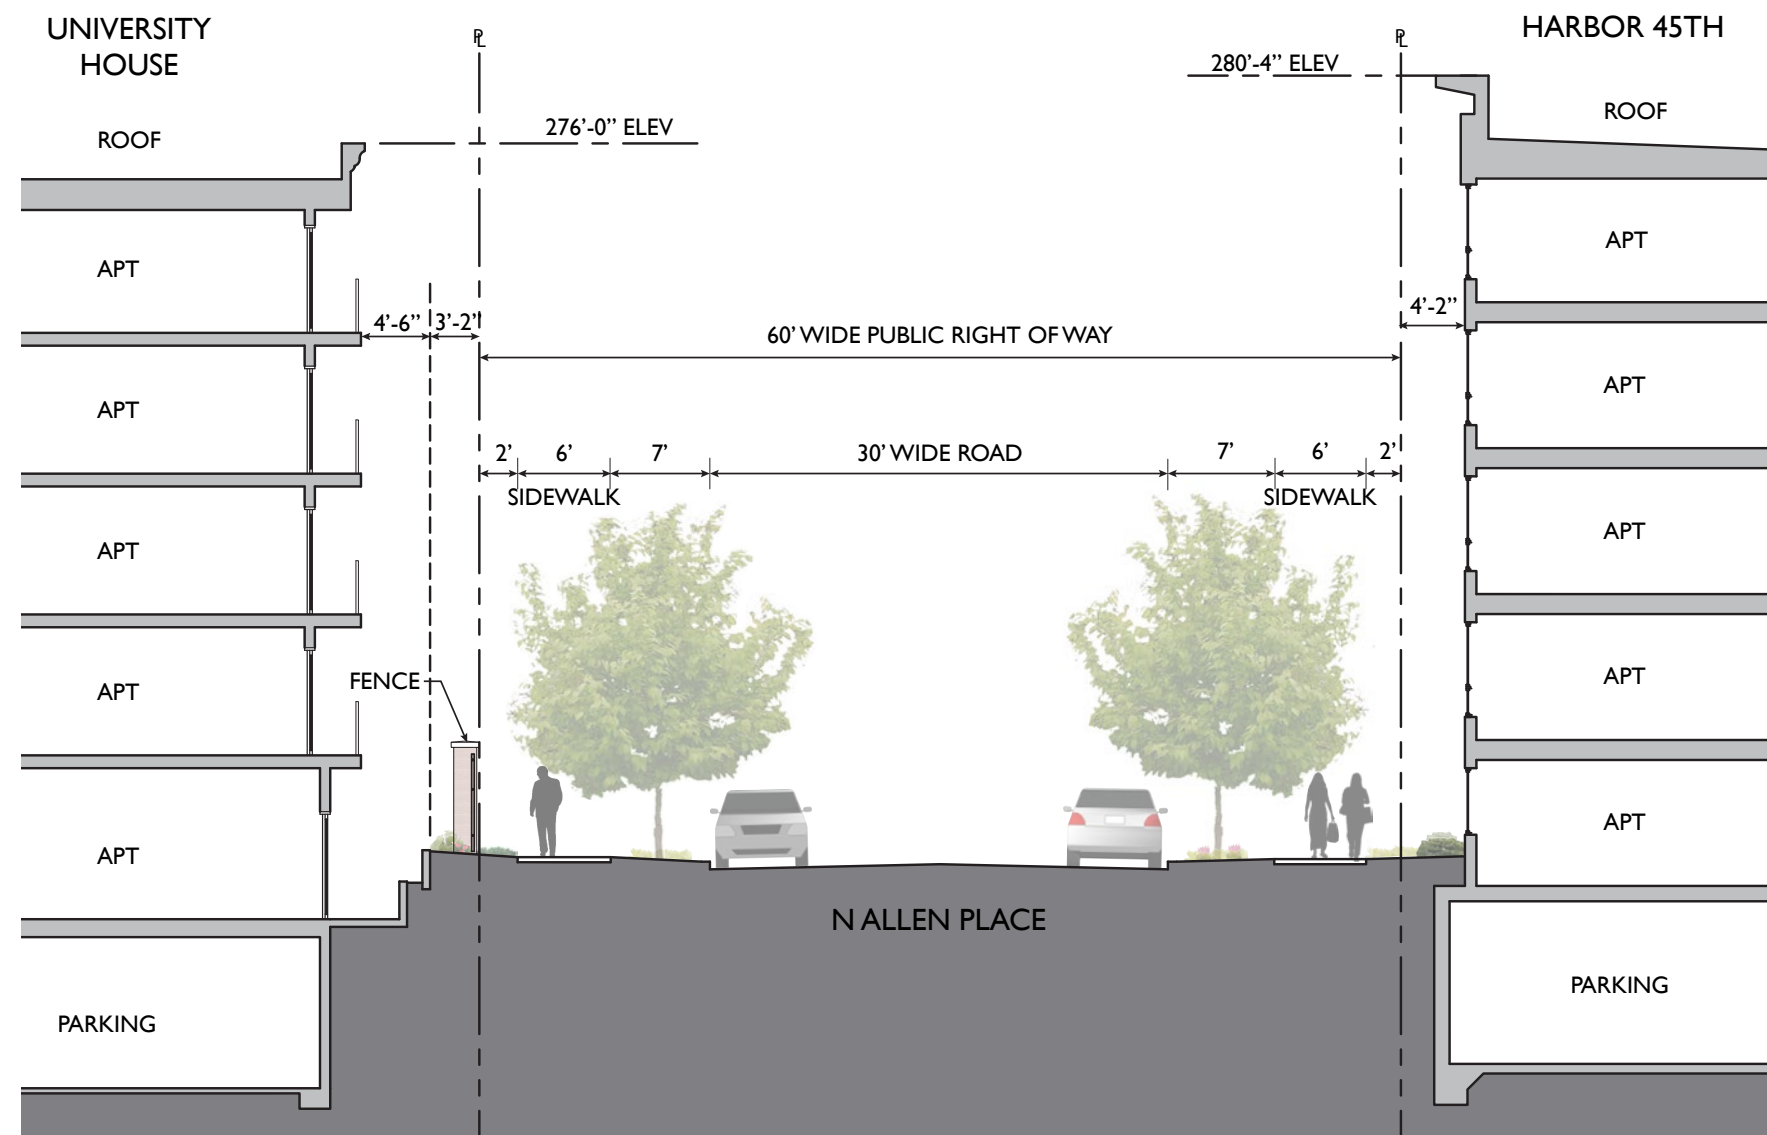 UNIVERSITY
HOUSE
HARBOR 45TH
PL
PL
280'-4" ELEV
276'-0" ELEV
ROOF
ROOF
APT
APT
4'-6"
3'-2"
60' WIDE PUBLIC RIGHT OF WAY
4'-2"
APT
APT
2'
6'
7'
30' WIDE ROAD
7'
6'
2'
SIDEWALK
SIDEWALK
APT
APT
APT
APT
FENCE
APT
APT
N ALLEN PLACE
PARKING
PARKING